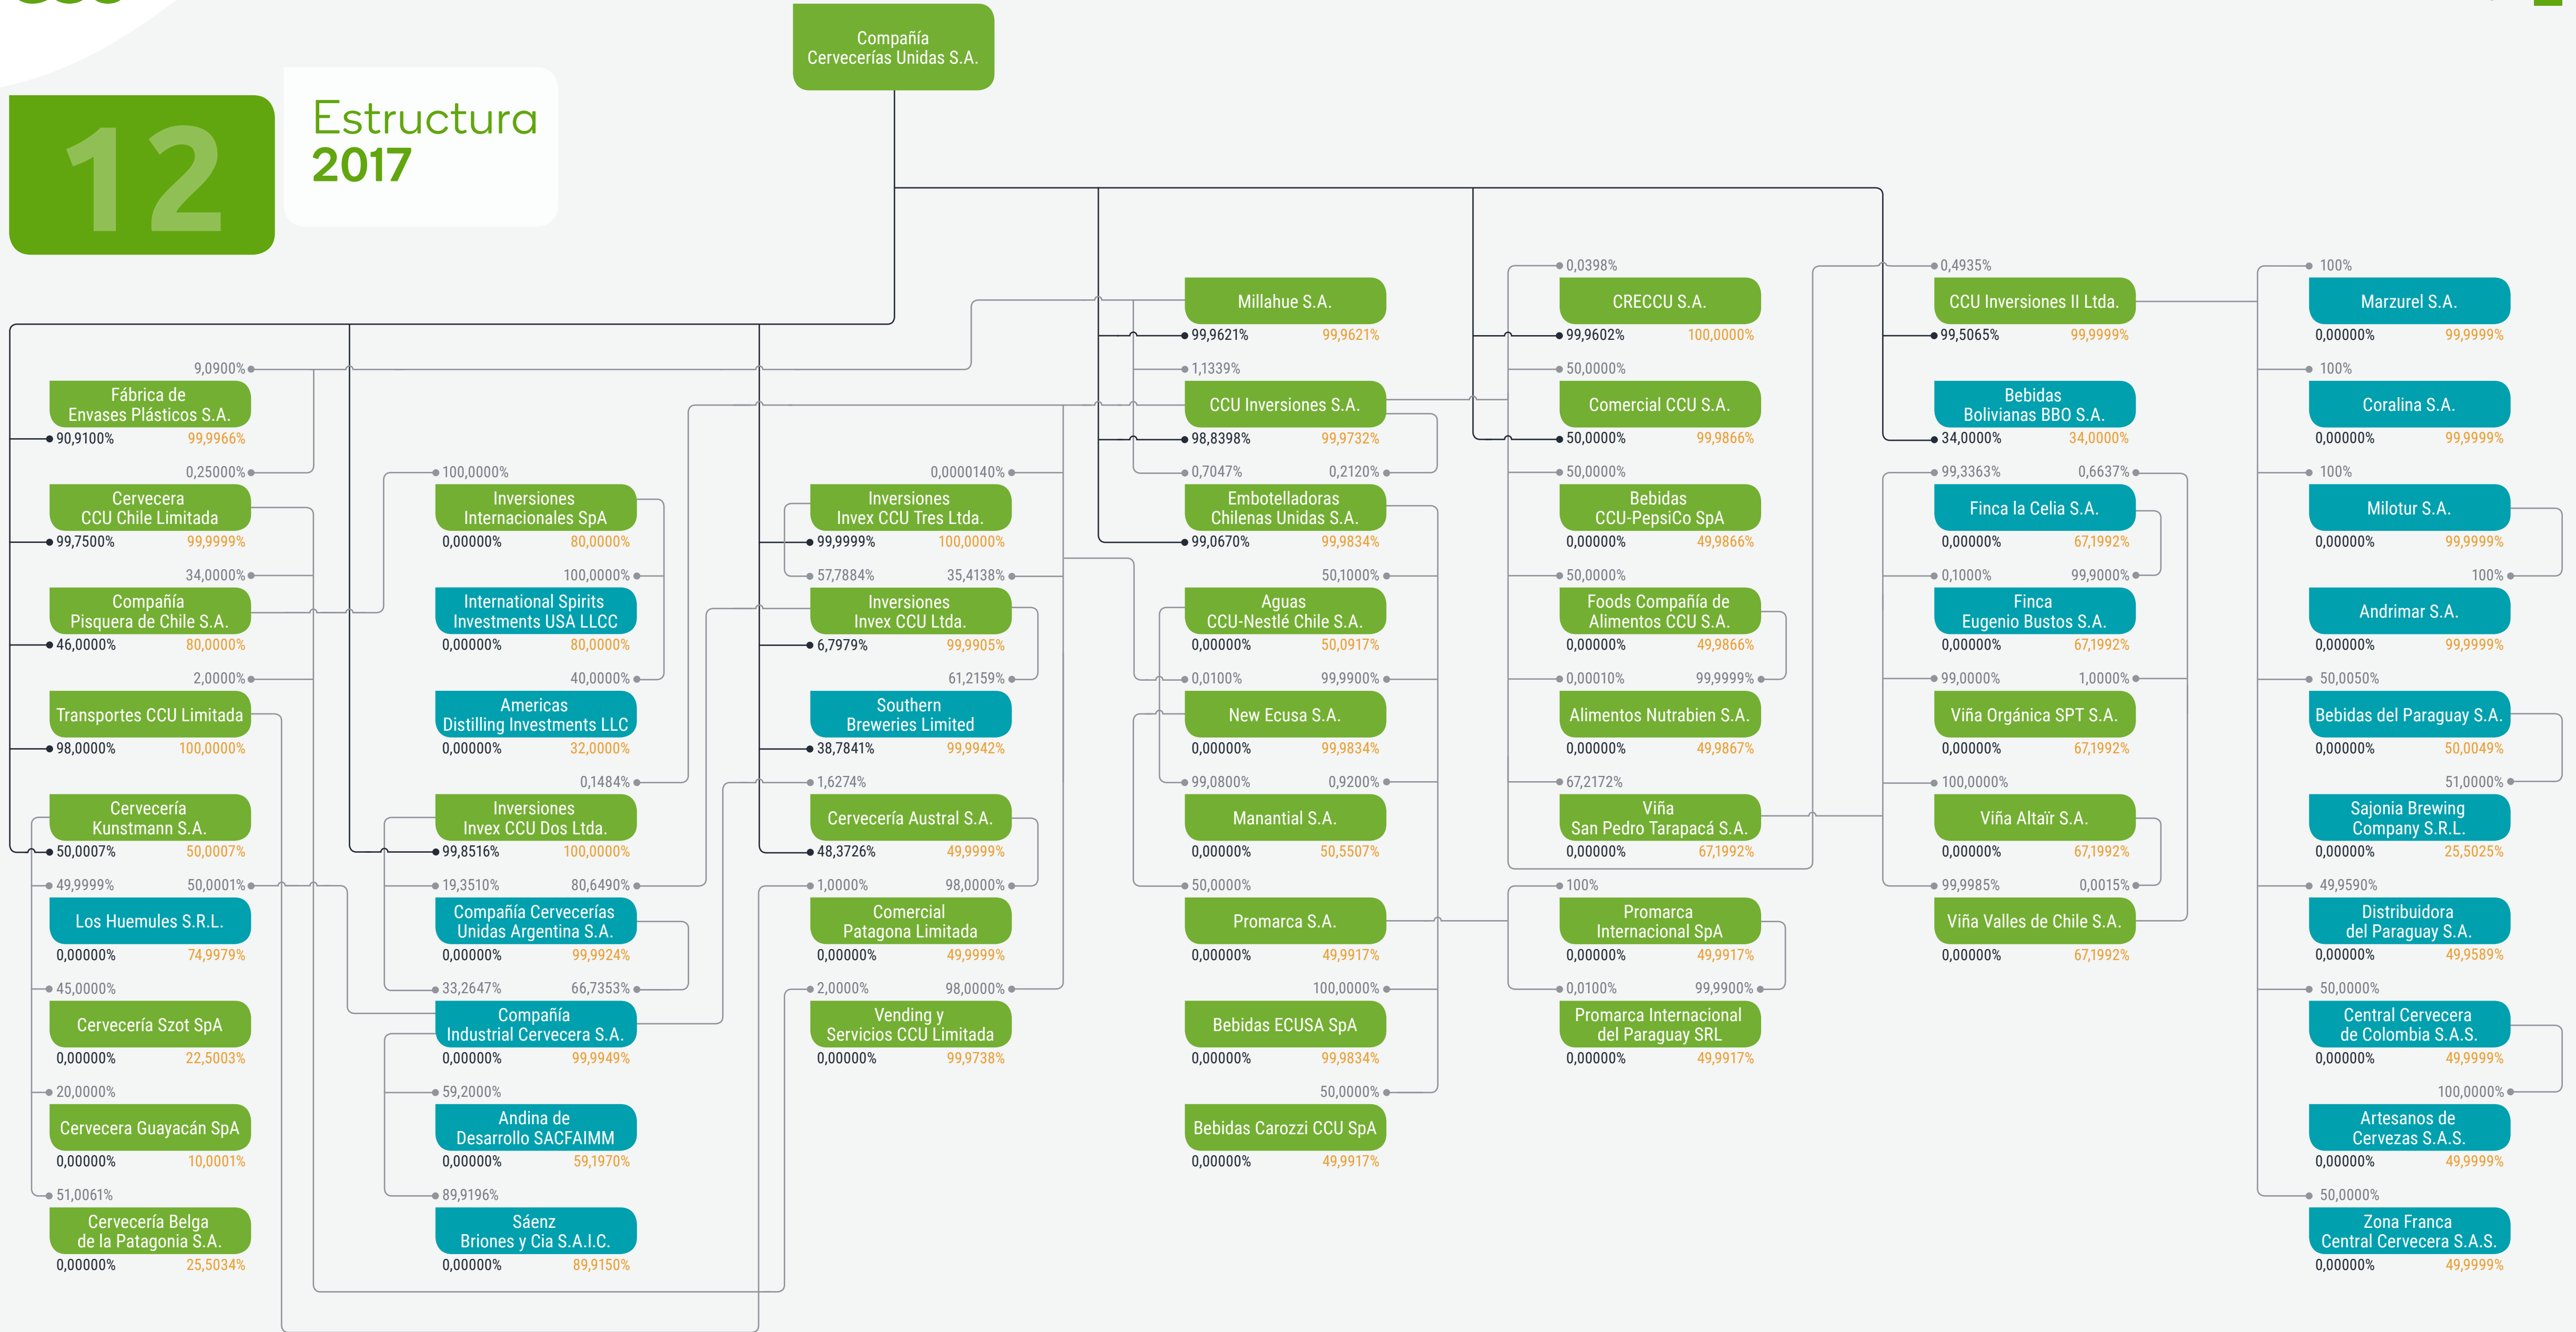 Compañía
Cervecerías Unidas S.A.
12
Estructura
2017
9,0900%
Fábrica de
Envases Plásticos S.A.
90,9100% 99,9966%
0,25000%
Cervecera
CCU Chile Limitada
99,7500% 99,9999%
34,0000%
Compañía
Pisquera de Chile S.A.
46,0000% 80,0000%
2,0000%
Transportes CCU Limitada
98,0000% 100,0000%
Cervecería
Kunstmann S.A.
50,0007% 50,0007%
49,9999% 50,0001%
Los Huemules S.R.L.
0,00000% 74,9979%
45,0000%
Cervecería Szot SpA
0,00000% 22,5003%
20,0000%
Cervecera Guayacán SpA
0,00000% 10,0001%
51,0061%
Cervecería Belga
de la Patagonia S.A.
0,00000% 25,5034%
100,0000%
Inversiones
Internacionales SpA
0,00000% 80,0000%
100,0000%
International Spirits
Investments USA LLCC
0,00000% 80,0000%
40,0000%
Americas
Distilling Investments LLC
0,00000% 32,0000%
0,1484%
Inversiones
Invex CCU Dos Ltda.
99,8516% 100,0000%
19,3510% 80,6490%
Compañía Cervecerías
Unidas Argentina S.A.
0,00000% 99,9924%
33,2647% 66,7353%
Compañía
Industrial Cervecera S.A.
0,00000% 99,9949%
59,2000%
Andina de
Desarrollo SACFAIMM
0,00000% 59,1970%
89,9196%
Sáenz
Briones y Cia S.A.I.C.
0,00000% 89,9150%
0,0000140%
Inversiones
Invex CCU Tres Ltda.
99,9999% 100,0000%
57,7884% 35,4138%
Inversiones
Invex CCU Ltda.
6,7979% 99,9905%
61,2159%
Southern
Breweries Limited
38,7841% 99,9942%
1,6274%
Cervecería Austral S.A.
48,3726% 49,9999%
1,0000% 98,0000%
Comercial
Patagona Limitada
0,00000% 49,9999%
2,0000% 98,0000%
Vending y
Servicios CCU Limitada
0,00000% 99,9738%
Millahue S.A.
99,9621% 99,9621%
1,1339%
CCU Inversiones S.A.
98,8398% 99,9732%
0,7047% 0,2120%
Embotelladoras
Chilenas Unidas S.A.
99,0670% 99,9834%
50,1000%
Aguas
CCU-Nestlé Chile S.A.
0,00000% 50,0917%
0,0100% 99,9900%
New Ecusa S.A.
0,00000% 99,9834%
99,0800% 0,9200%
Manantial S.A.
0,00000% 50,5507%
50,0000%
Promarca S.A.
0,00000% 49,9917%
100,0000%
Bebidas ECUSA SpA
0,00000% 99,9834%
50,0000%
Bebidas Carozzi CCU SpA
0,00000% 49,9917%
0,0398%
CRECCU S.A.
99,9602% 100,0000%
50,0000%
Comercial CCU S.A.
50,0000% 99,9866%
50,0000%
Bebidas
CCU-PepsiCo SpA
0,00000% 49,9866%
50,0000%
Foods Compañía de
Alimentos CCU S.A.
0,00000% 49,9866%
0,00010% 99,9999%
Alimentos Nutrabien S.A.
0,00000% 49,9867%
67,2172%
Viña
San Pedro Tarapacá S.A.
0,00000% 67,1992%
100%
Promarca
Internacional SpA
0,00000% 49,9917%
0,0100% 99,9900%
Promarca Internacional
del Paraguay SRL
0,00000% 49,9917%
0,4935%
CCU Inversiones II Ltda.
99,5065% 99,9999%
Bebidas
Bolivianas BBO S.A.
34,0000% 34,0000%
99,3363% 0,6637%
Finca la Celia S.A.
0,00000% 67,1992%
0,1000% 99,9000%
Finca
Eugenio Bustos S.A.
0,00000% 67,1992%
99,0000% 1,0000%
Viña Orgánica SPT S.A.
0,00000% 67,1992%
100,0000%
Viña Altaïr S.A.
0,00000% 67,1992%
99,9985% 0,0015%
Viña Valles de Chile S.A.
0,00000% 67,1992%
100%
Marzurel S.A.
0,00000% 99,9999%
100%
Coralina S.A.
0,00000% 99,9999%
100%
Milotur S.A.
0,00000% 99,9999%
100%
Andrimar S.A.
0,00000% 99,9999%
50,0050%
Bebidas del Paraguay S.A.
0,00000% 50,0049%
51,0000%
Sajonia Brewing
Company S.R.L.
0,00000% 25,5025%
49,9590%
Distribuidora
del Paraguay S.A.
0,00000% 49,9589%
50,0000%
Central Cervecera
de Colombia S.A.S.
0,00000% 49,9999%
100,0000%
Artesanos de
Cervezas S.A.S.
0,00000% 49,9999%
50,0000%
Zona Franca
Central Cervecera S.A.S.
0,00000% 49,9999%